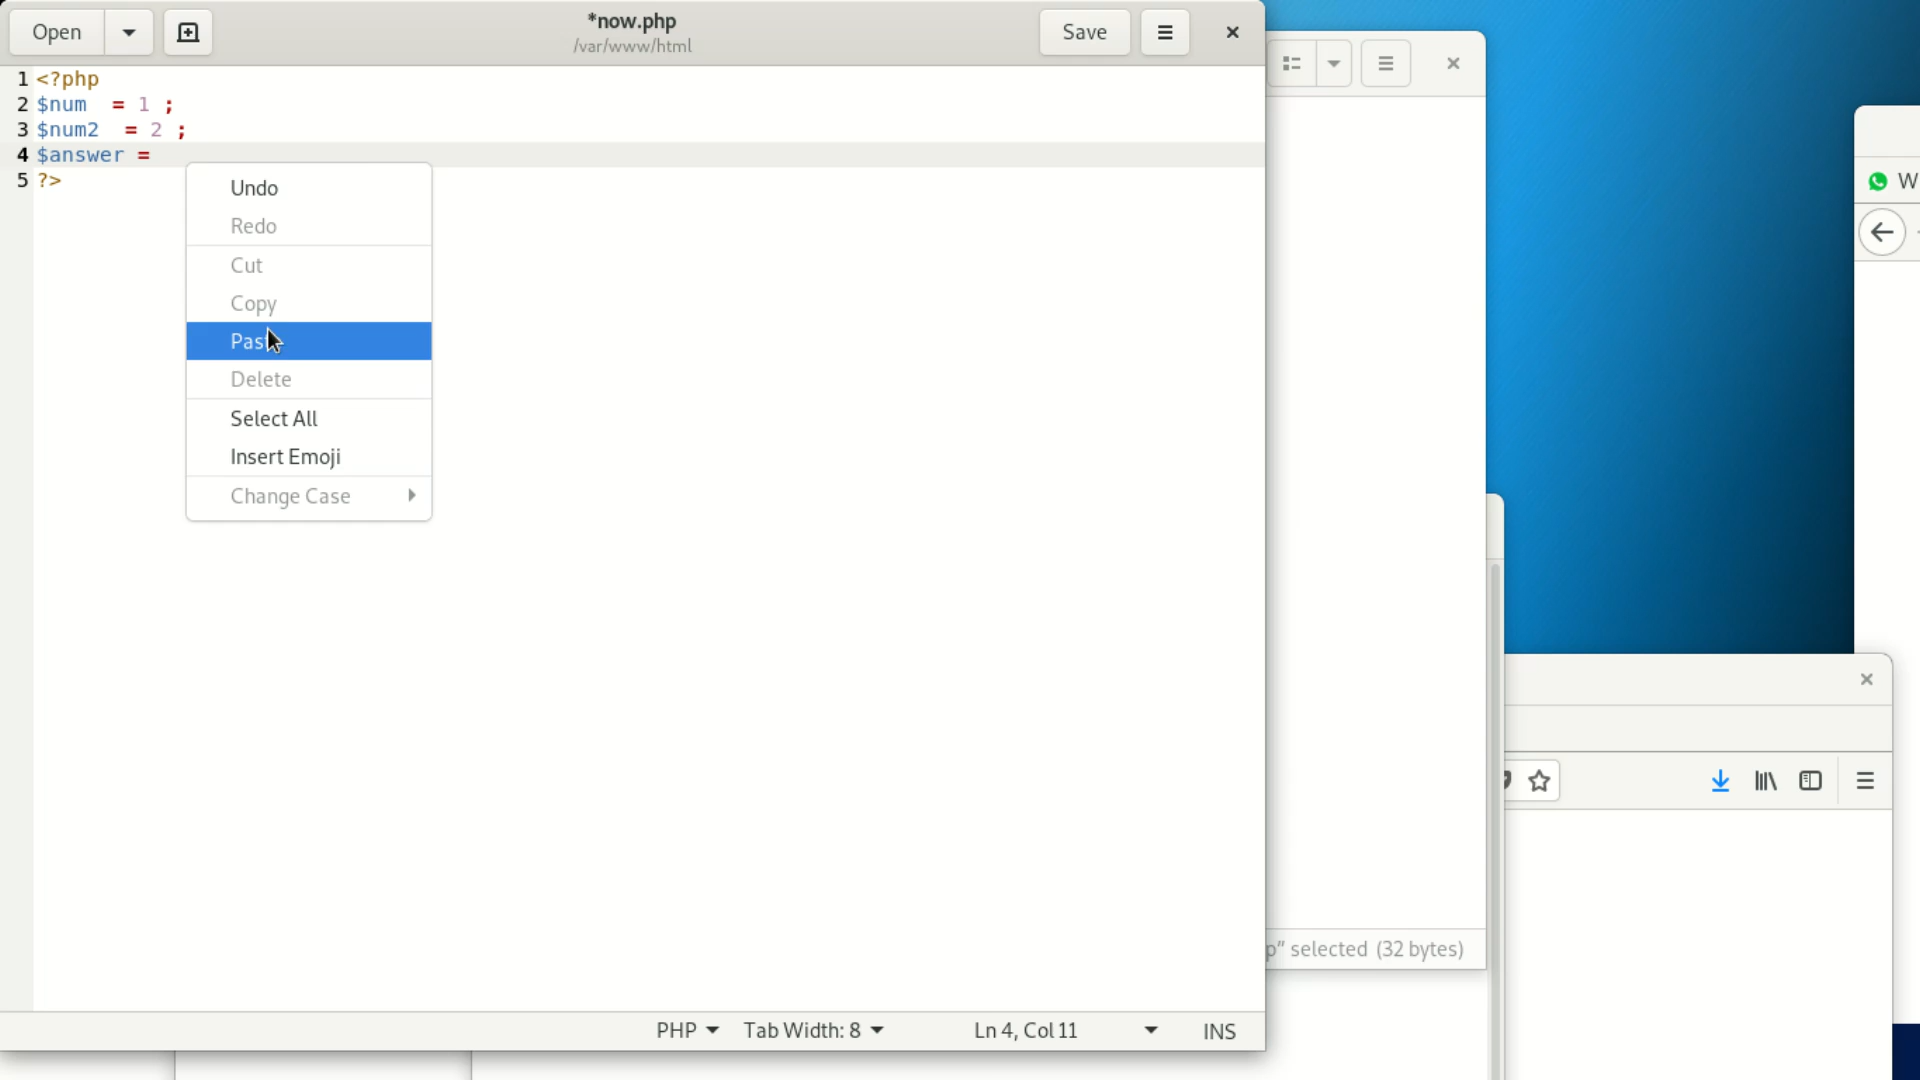 Open
*now.php
/var/www/html
Save
1 <?php
2 $num  = 1 ;
3 $num2  = 2 ;
4 $answer =
5 ?>
Undo
Redo
Cut
Copy
Paste
Delete
Select All
Insert Emoji
Change Case
W
p" selected (32 bytes)
PHP
Tab Width: 8
Ln 4, Col 11
INS